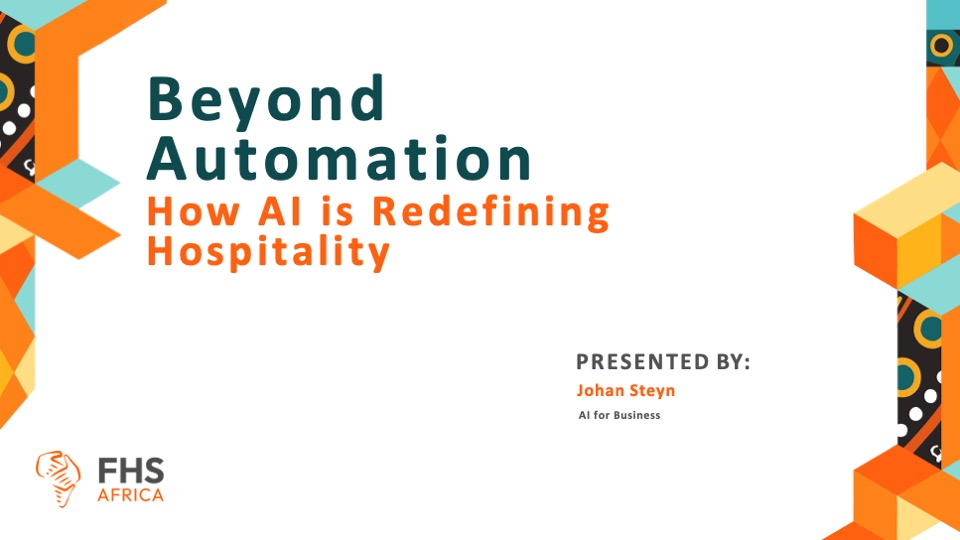 Beyond
Automation
How AI is Redefining
Hospitality
PRESENTED BY:
Johan Steyn
AI for Business
FHS
AFRICA